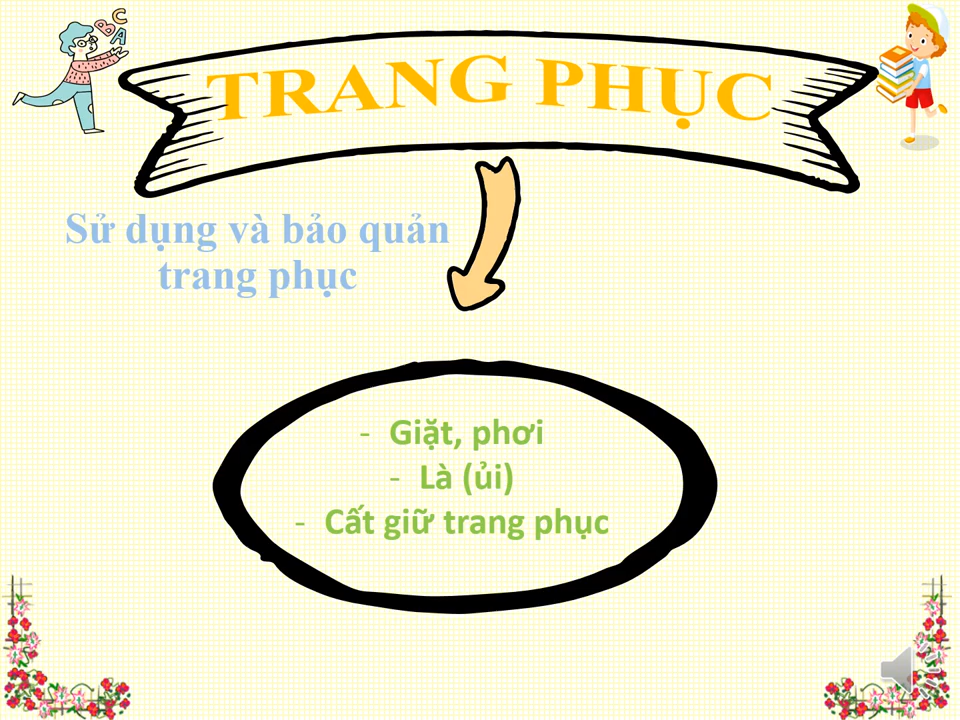 TRANG PHỤC
Sử dụng và bảo quản
trang phục
- Giặt, phơi
- Là (ủi)
- Cất giữ trang phục